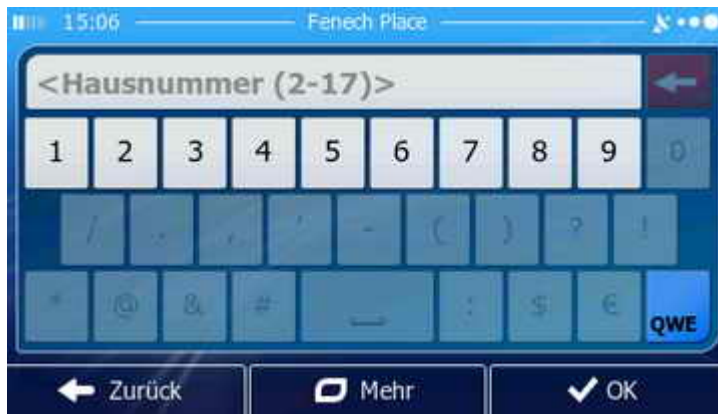 15:06 Fenech Place
<Hausnummer (2-17)>
1 2 3 4 5 6 7 8 9 0
/ . , ' - ( ) ? !
* @ & # : $ €
QWE
Zurück Mehr OK